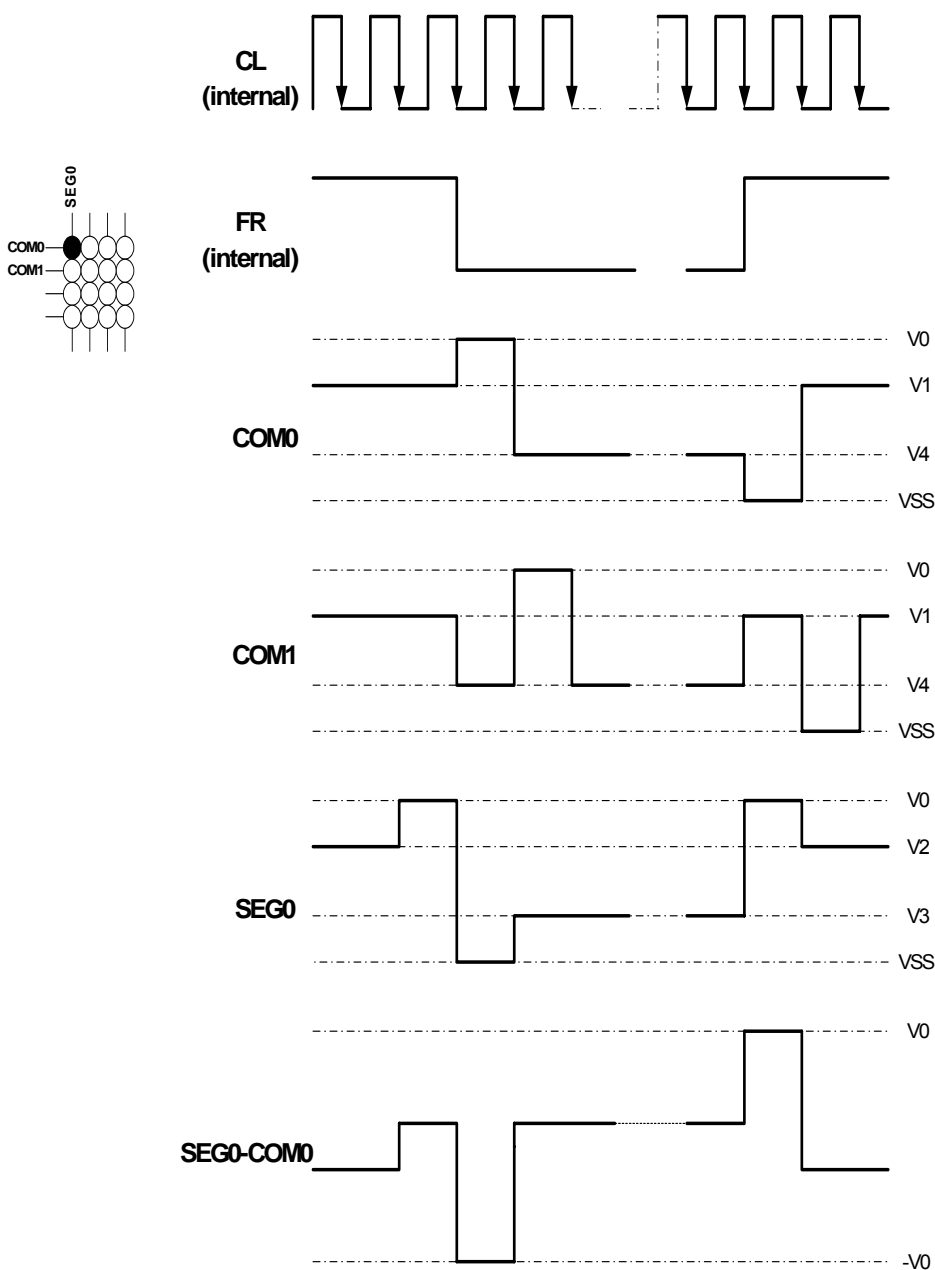 CL
(internal)
SEG0
COM0
COM1
FR
(internal)
V0
V1
COM0
V4
VSS
V0
V1
COM1
V4
VSS
V0
V2
SEG0
V3
VSS
V0
SEG0-COM0
-V0